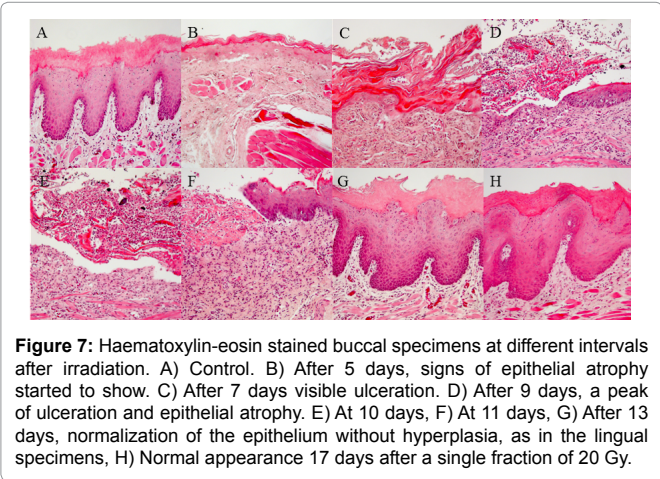 A B C D
E F G H
Figure 7: Haematoxylin-eosin stained buccal specimens at different intervals
after irradiation. A) Control. B) After 5 days, signs of epithelial atrophy
started to show. C) After 7 days visible ulceration. D) After 9 days, a peak
of ulceration and epithelial atrophy. E) At 10 days, F) At 11 days, G) After 13
days, normalization of the epithelium without hyperplasia, as in the lingual
specimens, H) Normal appearance 17 days after a single fraction of 20 Gy.